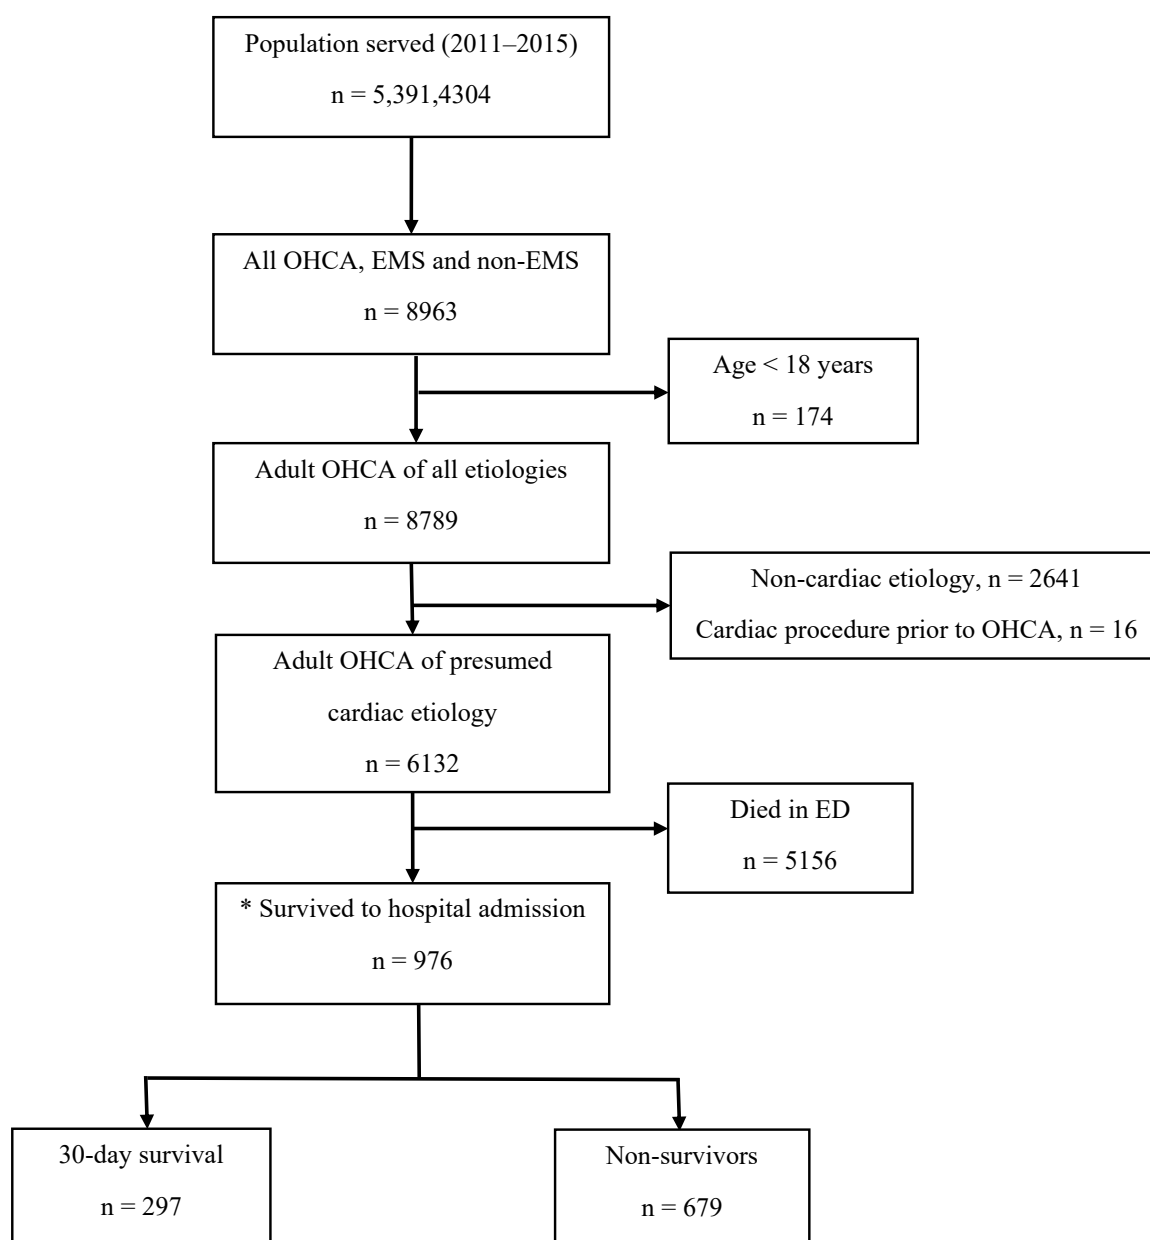 Population served (2011–2015)
n = 5,391,4304
All OHCA, EMS and non-EMS
n = 8963
Age < 18 years
n = 174
Adult OHCA of all etiologies
n = 8789
Non-cardiac etiology, n = 2641
Cardiac procedure prior to OHCA, n = 16
Adult OHCA of presumed
cardiac etiology
n = 6132
Died in ED
n = 5156
* Survived to hospital admission
n = 976
30-day survival
n = 297
Non-survivors
n = 679